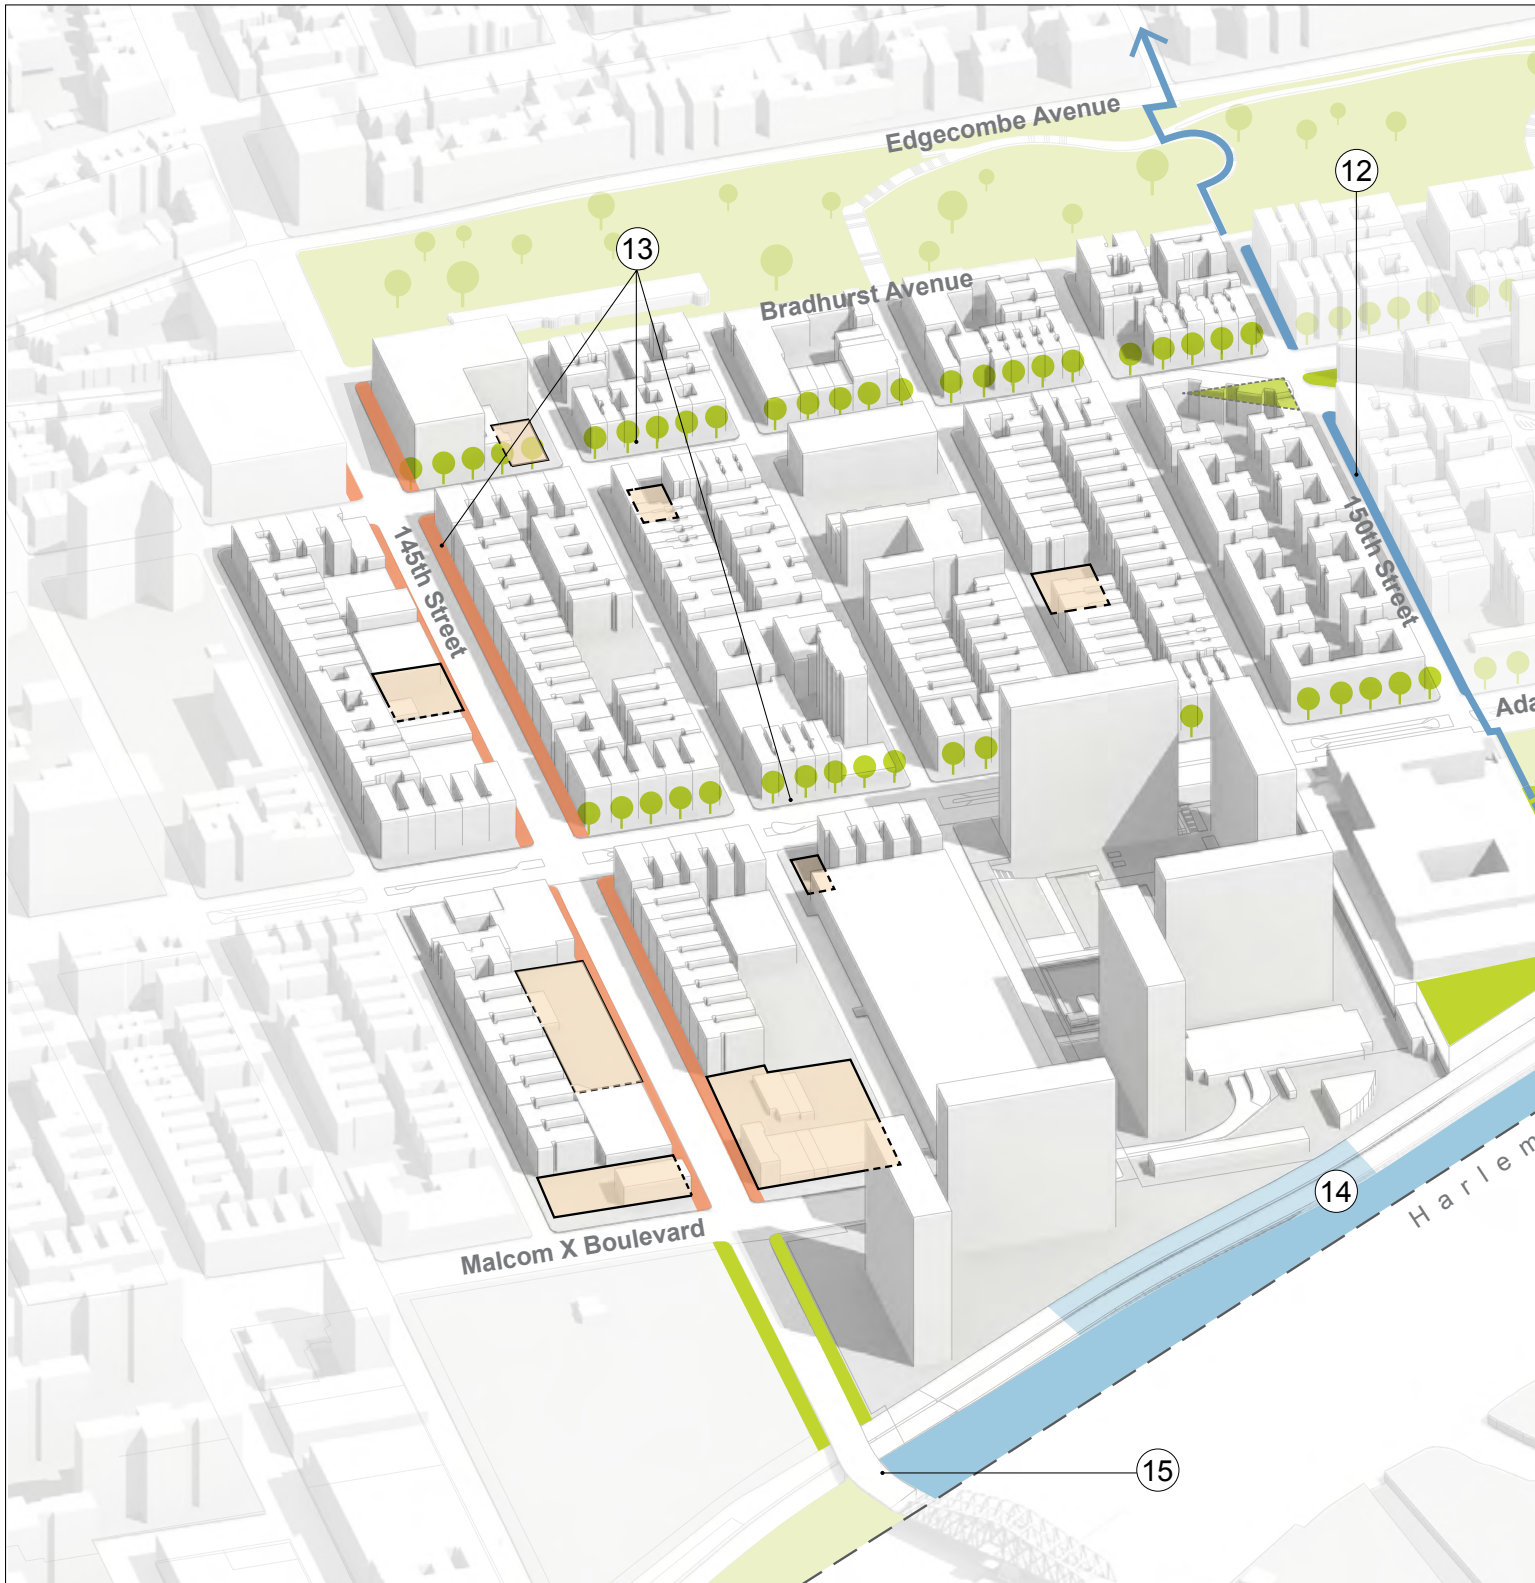 Edgecombe Avenue
12
13
Bradhurst Avenue
145th Street
150th Street
Ada
14
Harlem
Malcom X Boulevard
15